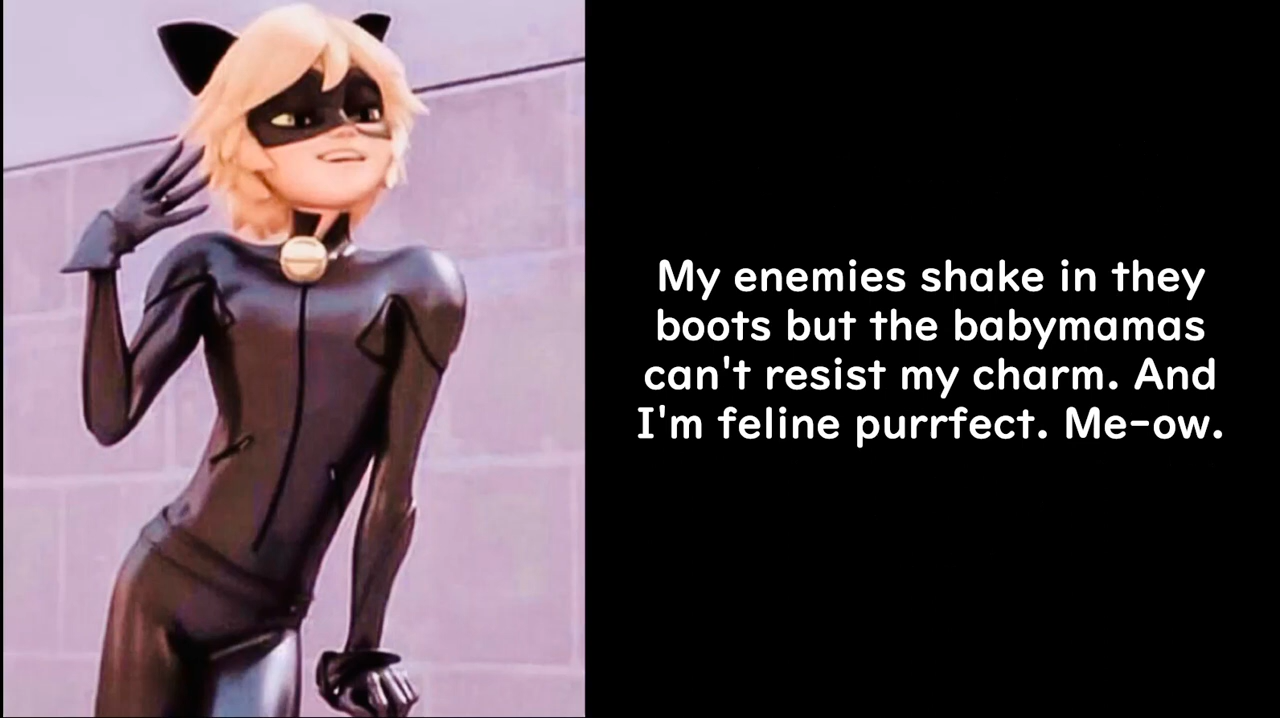 My enemies shake in they
boots but the babymamas
can't resist my charm. And
I'm feline purrfect. Me-ow.